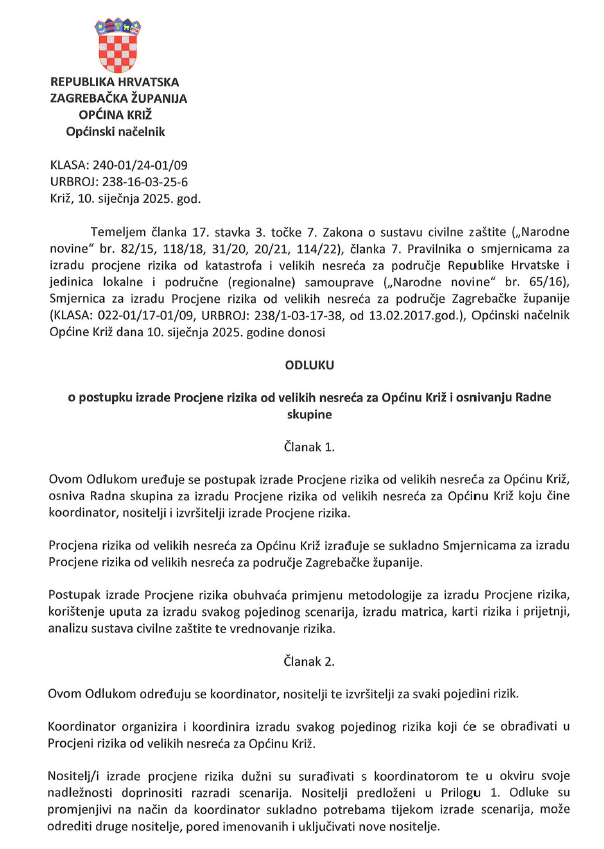 REPUBLIKA HRVATSKA
ZAGREBAČKA ŽUPANIJA
OPĆINA KRIŽ
Općinski načelnik
KLASA: 240-01/24-01/09
URBROJ: 238-16-03-25-6
Križ, 10. siječnja 2025. god.
Temeljem članka 17. stavka 3. točke 7. Zakona o sustavu civilne zaštite („Narodne
novine“ br. 82/15, 118/18, 31/20, 20/21, 114/22), članka 7. Pravilnika o smjernicama za
izradu procjene rizika od katastrofa i velikih nesreća za područje Republike Hrvatske i
jedinica lokalne i područne (regionalne) samouprave („Narodne novine“ br. 65/16),
Smjernica za izradu Procjene rizika od velikih nesreća za područje Zagrebačke županije
(KLASA: 022-01/17-01/09, URBROJ: 238/1-03-17-38, od 13.02.2017.god.), Općinski načelnik
Općine Križ dana 10. siječnja 2025. godine donosi
ODLUKU
o postupku izrade Procjene rizika od velikih nesreća za Općinu Križ i osnivanju Radne
skupine
Članak 1.
Ovom Odlukom uređuje se postupak izrade Procjene rizika od velikih nesreća za Općinu Križ,
osniva Radna skupina za izradu Procjene rizika od velikih nesreća za Općinu Križ koju čine
koordinator, nositelji i izvršitelji izrade Procjene rizika.
Procjena rizika od velikih nesreća za Općinu Križ izrađuje se sukladno Smjernicama za izradu
Procjene rizika od velikih nesreća za područje Zagrebačke županije.
Postupak izrade Procjene rizika obuhvaća primjenu metodologije za izradu Procjene rizika,
korištenje uputa za izradu svakog pojedinog scenarija, izradu matrica, karti rizika i prijetnji,
analizu sustava civilne zaštite te vrednovanje rizika.
Članak 2.
Ovom Odlukom određuju se koordinator, nositelji te izvršitelji za svaki pojedini rizik.
Koordinator organizira i koordinira izradu svakog pojedinog rizika koji će se obrađivati u
Procjeni rizika od velikih nesreća za Općinu Križ.
Nositelj/i izrade procjene rizika dužni su surađivati s koordinatorom te u okviru svoje
nadležnosti doprinositi razradi scenarija. Nositelji predloženi u Prilogu 1. Odluke su
promjenjivi na način da koordinator sukladno potrebama tijekom izrade scenarija, može
odrediti druge nositelje, pored imenovanih i uključivati nove nositelje.